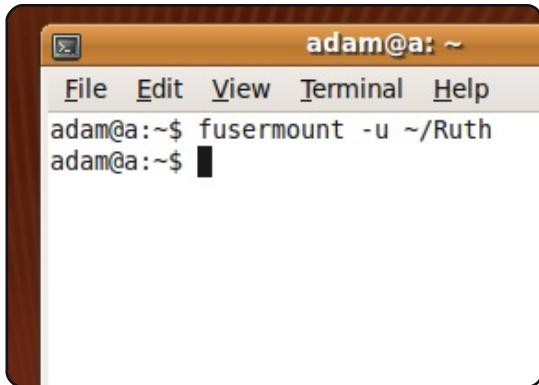 adam@a: ~
File Edit View Terminal Help
adam@a:~$ fusermount -u ~/Ruth
adam@a:~$